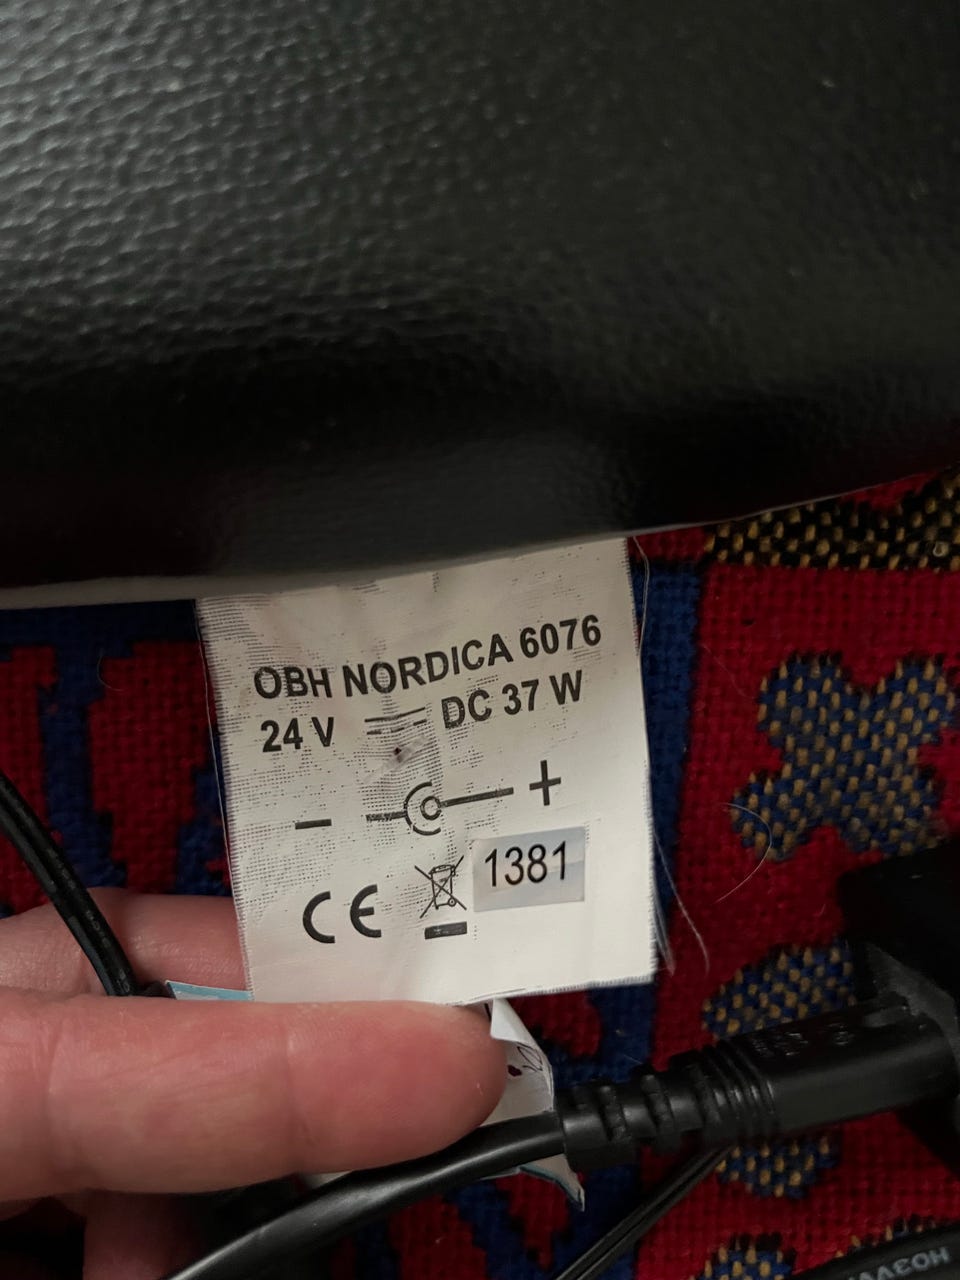 OBH NORDICA 6076
24 V DC 37 W
− +
CE 1381